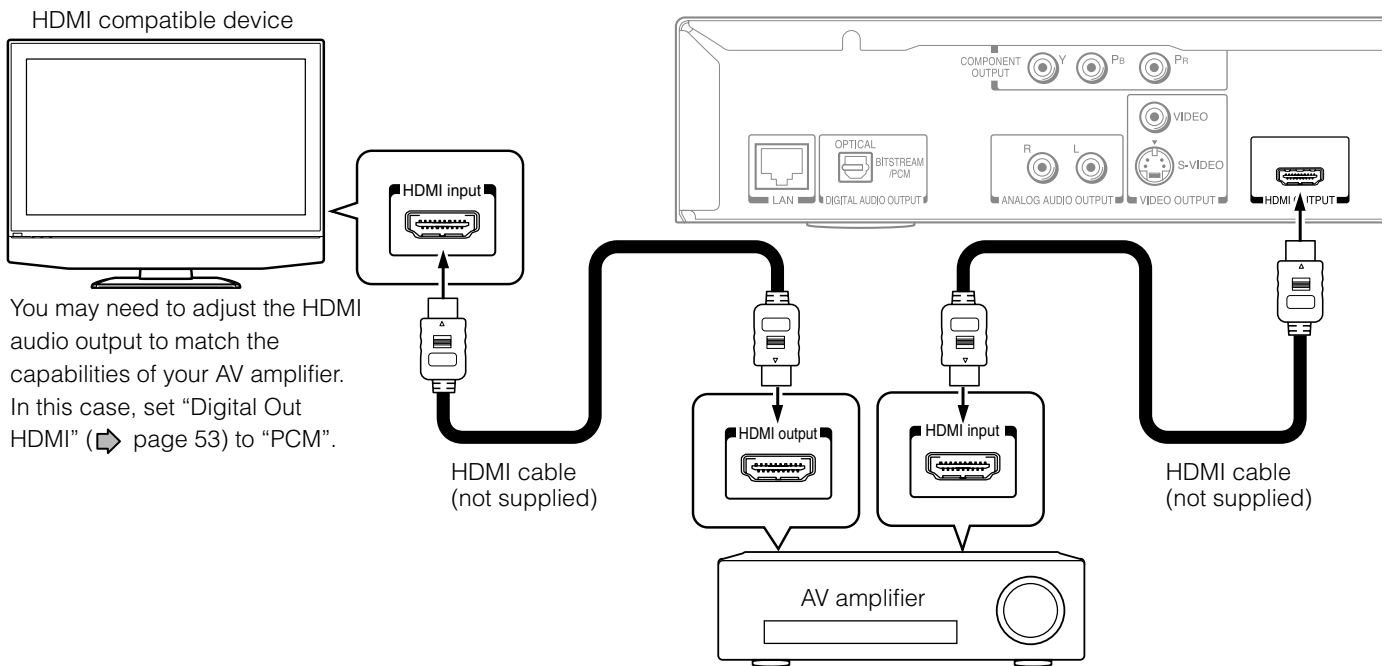 HDMI compatible device
HDMI input
You may need to adjust the HDMI
audio output to match the
capabilities of your AV amplifier.
In this case, set “Digital Out
HDMI” ( page 53) to “PCM”.
COMPONENT
OUTPUT
Y
PB
PR
VIDEO
S-VIDEO
VIDEO OUTPUT
OPTICAL
BITSTREAM
/PCM
LAN
DIGITAL AUDIO OUTPUT
R
L
ANALOG AUDIO OUTPUT
HDMI OUTPUT
HDMI output
HDMI input
HDMI cable
(not supplied)
HDMI cable
(not supplied)
AV amplifier